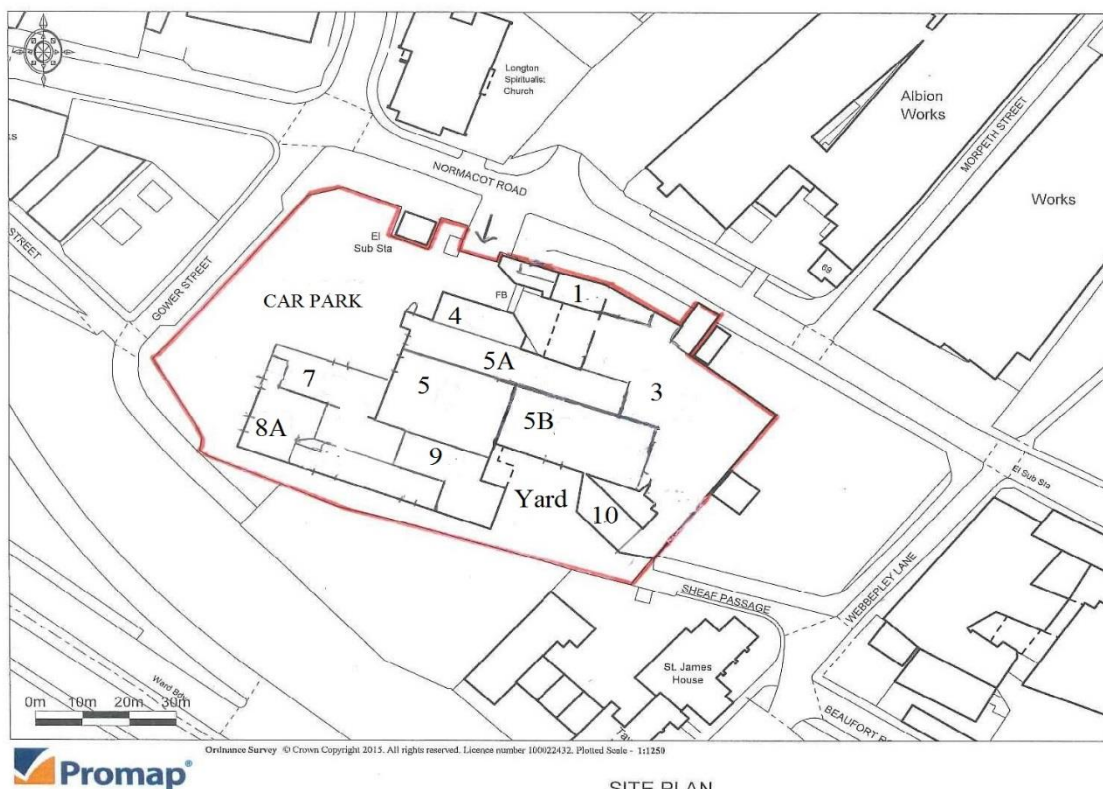 Longton
Spiritualist
Church
Albion
Works
MORPETH STREET
Works
NORMACOT ROAD
El
Sub Sta
STREET
GOWER STREET
CAR PARK
FB
1
4
5A
3
7
5
5B
8A
9
Yard
10
69
El Sub Sta
WEBBERLEY LANE
SHEAF PASSAGE
St. James
House
BEAUFORT
Ward Bdy
0m 10m 20m 30m
Ordnance Survey © Crown Copyright 2015. All rights reserved. Licence number 100022432. Plotted Scale - 1:1250
Promap®
SITE PLAN